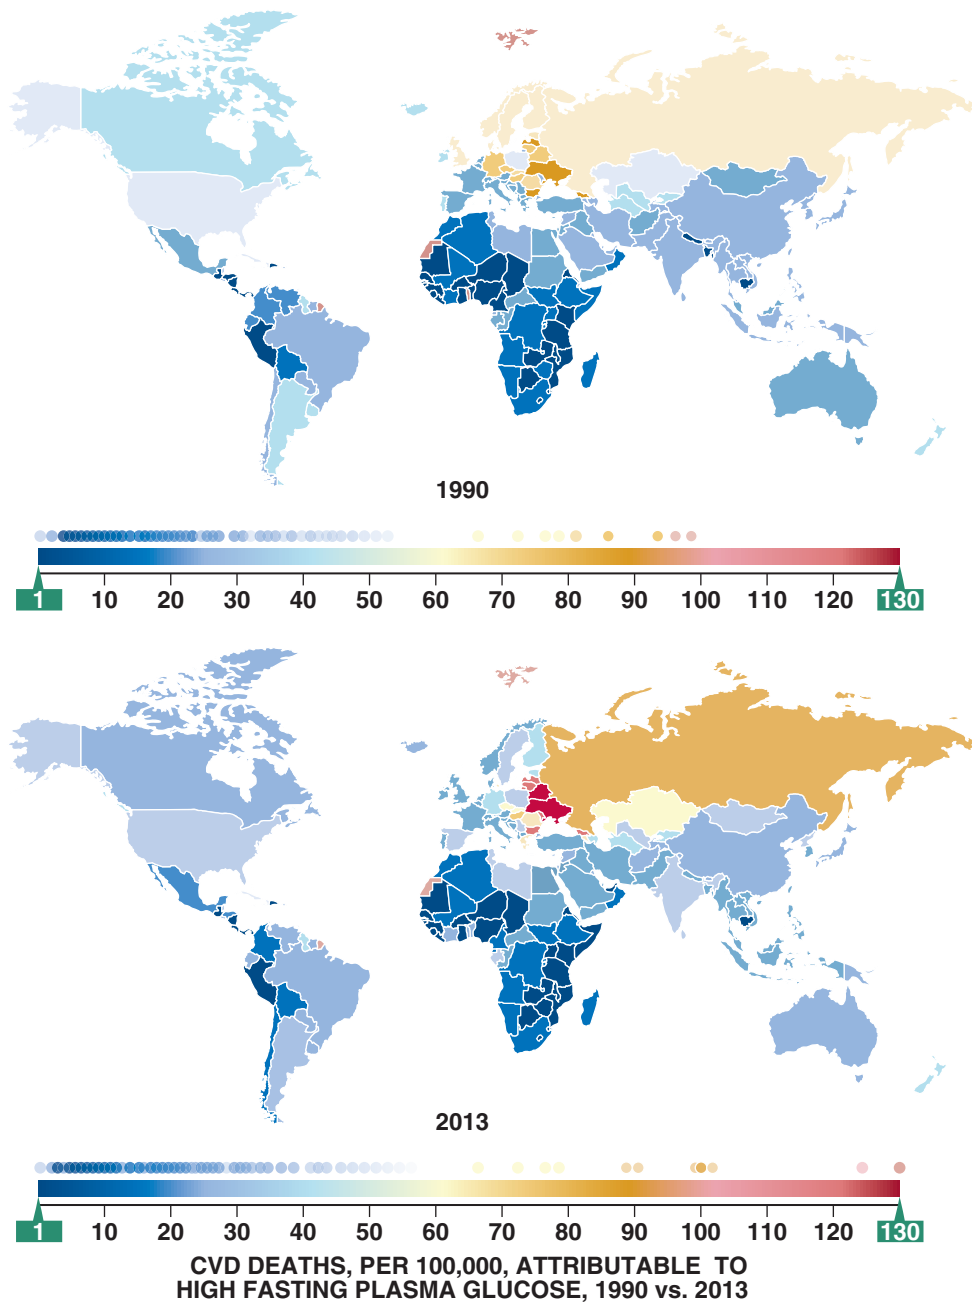 1990
1 10 20 30 40 50 60 70 80 90 100 110 120 130
2013
1 10 20 30 40 50 60 70 80 90 100 110 120 130
CVD DEATHS, PER 100,000, ATTRIBUTABLE TO
HIGH FASTING PLASMA GLUCOSE, 1990 vs. 2013